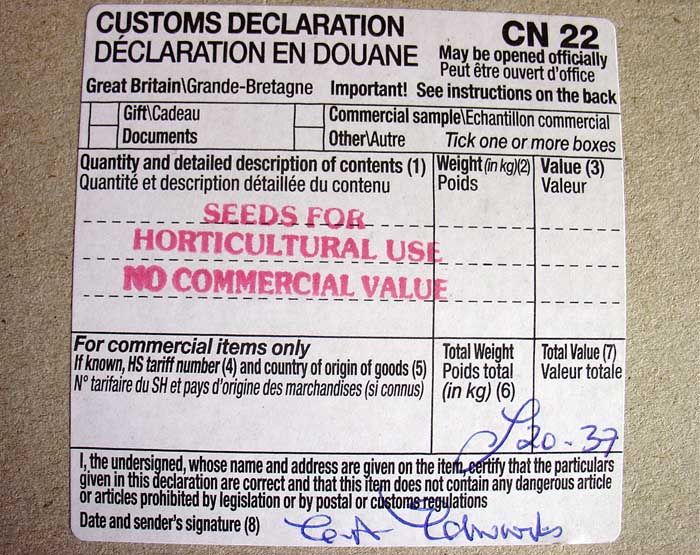 CUSTOMS DECLARATION CN 22
DÉCLARATION EN DOUANE May be opened officially
Peut être ouvert d'office
Great Britain\Grande-Bretagne Important! See instructions on the back
Gift\Cadeau Commercial sample\Echantillon commercial
Documents Other\Autre Tick one or more boxes
Quantity and detailed description of contents (1) Weight (in kg)(2) Value (3)
Quantité et description détaillée du contenu Poids Valeur
SEEDS FOR
HORTICULTURAL USE
NO COMMERCIAL VALUE
For commercial items only Total Weight Total Value (7)
If known, HS tariff number (4) and country of origin of goods (5) Poids total Valeur totale
N° tarifaire du SH et pays d'origine des marchandises (si connus) (in kg) (6)
20-37
I, the undersigned, whose name and address are given on the item, certify that the particulars
given in this declaration are correct and that this item does not contain any dangerous article
or articles prohibited by legislation or by postal or customs regulations
Date and sender's signature (8) Edwards